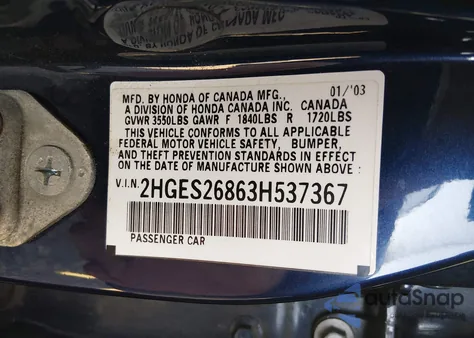 MFD. BY HONDA OF CANADA MFG.,
01/'03
A DIVISION OF HONDA CANADA INC. CANADA
GVWR 3550LBS GAWR F 1840LBS R 1720LBS
THIS VEHICLE CONFORMS TO ALL APPLICABLE
FEDERAL MOTOR VEHICLE SAFETY, BUMPER,
AND THEFT PREVENTION STANDARDS IN EFFECT
ON THE DATE OF MANUFACTURE SHOWN ABOVE :
V.I.N. 2HGES26863H537367
PASSENGER CAR
autoSnap